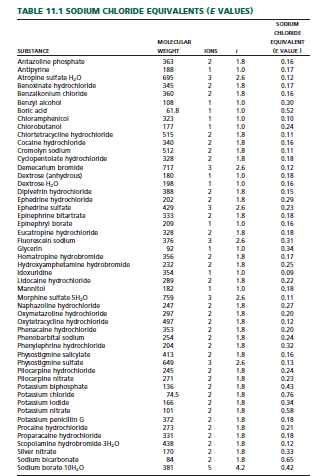 TABLE 11.1 SODIUM CHLORIDE EQUIVALENTS (E VALUES)
SODIUM
CHLORIDE
MOLECULAR EQUIVALENT
SUBSTANCE WEIGHT IONS i (E VALUE)
Antazoline phosphate 363 2 1.8 0.16
Antipyrine 188 1 1.0 0.17
Atropine sulfate·H₂O 695 3 2.6 0.12
Benoxinate hydrochloride 345 2 1.8 0.17
Benzalkonium chloride 360 2 1.8 0.16
Benzyl alcohol 108 1 1.0 0.30
Boric acid 61.8 1 1.0 0.52
Chloramphenicol 323 1 1.0 0.10
Chlorobutanol 177 1 1.0 0.24
Chlortetracycline hydrochloride 515 2 1.8 0.11
Cocaine hydrochloride 340 2 1.8 0.16
Cromolyn sodium 512 2 1.8 0.11
Cyclopentolate hydrochloride 328 2 1.8 0.18
Demecarium bromide 717 3 2.6 0.12
Dextrose (anhydrous) 180 1 1.0 0.18
Dextrose·H₂O 198 1 1.0 0.16
Dipivefrin hydrochloride 388 2 1.8 0.15
Ephedrine hydrochloride 202 2 1.8 0.29
Ephedrine sulfate 429 3 2.6 0.23
Epinephrine bitartrate 333 2 1.8 0.18
Epinephryl borate 209 1 1.0 0.16
Eucatropine hydrochloride 328 2 1.8 0.18
Fluorescein sodium 376 3 2.6 0.31
Glycerin 92 1 1.0 0.34
Homatropine hydrobromide 356 2 1.8 0.17
Hydroxyamphetamine hydrobromide 232 2 1.8 0.25
Idoxuridine 354 1 1.0 0.09
Lidocaine hydrochloride 289 2 1.8 0.22
Mannitol 182 1 1.0 0.18
Morphine sulfate·5H₂O 759 3 2.6 0.11
Naphazoline hydrochloride 247 2 1.8 0.27
Oxymetazoline hydrochloride 297 2 1.8 0.20
Oxytetracycline hydrochloride 497 2 1.8 0.12
Phenacaine hydrochloride 353 2 1.8 0.20
Phenobarbital sodium 254 2 1.8 0.24
Phenylephrine hydrochloride 204 2 1.8 0.32
Physostigmine salicylate 413 2 1.8 0.16
Physostigmine sulfate 649 3 2.6 0.13
Pilocarpine hydrochloride 245 2 1.8 0.24
Pilocarpine nitrate 271 2 1.8 0.23
Potassium biphosphate 136 2 1.8 0.43
Potassium chloride 74.5 2 1.8 0.76
Potassium iodide 166 2 1.8 0.34
Potassium nitrate 101 2 1.8 0.58
Potassium penicillin G 372 2 1.8 0.18
Procaine hydrochloride 273 2 1.8 0.21
Proparacaine hydrochloride 331 2 1.8 0.18
Scopolamine hydrobromide·3H₂O 438 2 1.8 0.12
Silver nitrate 170 2 1.8 0.33
Sodium bicarbonate 84 2 1.8 0.65
Sodium borate·10H₂O 381 5 4.2 0.42